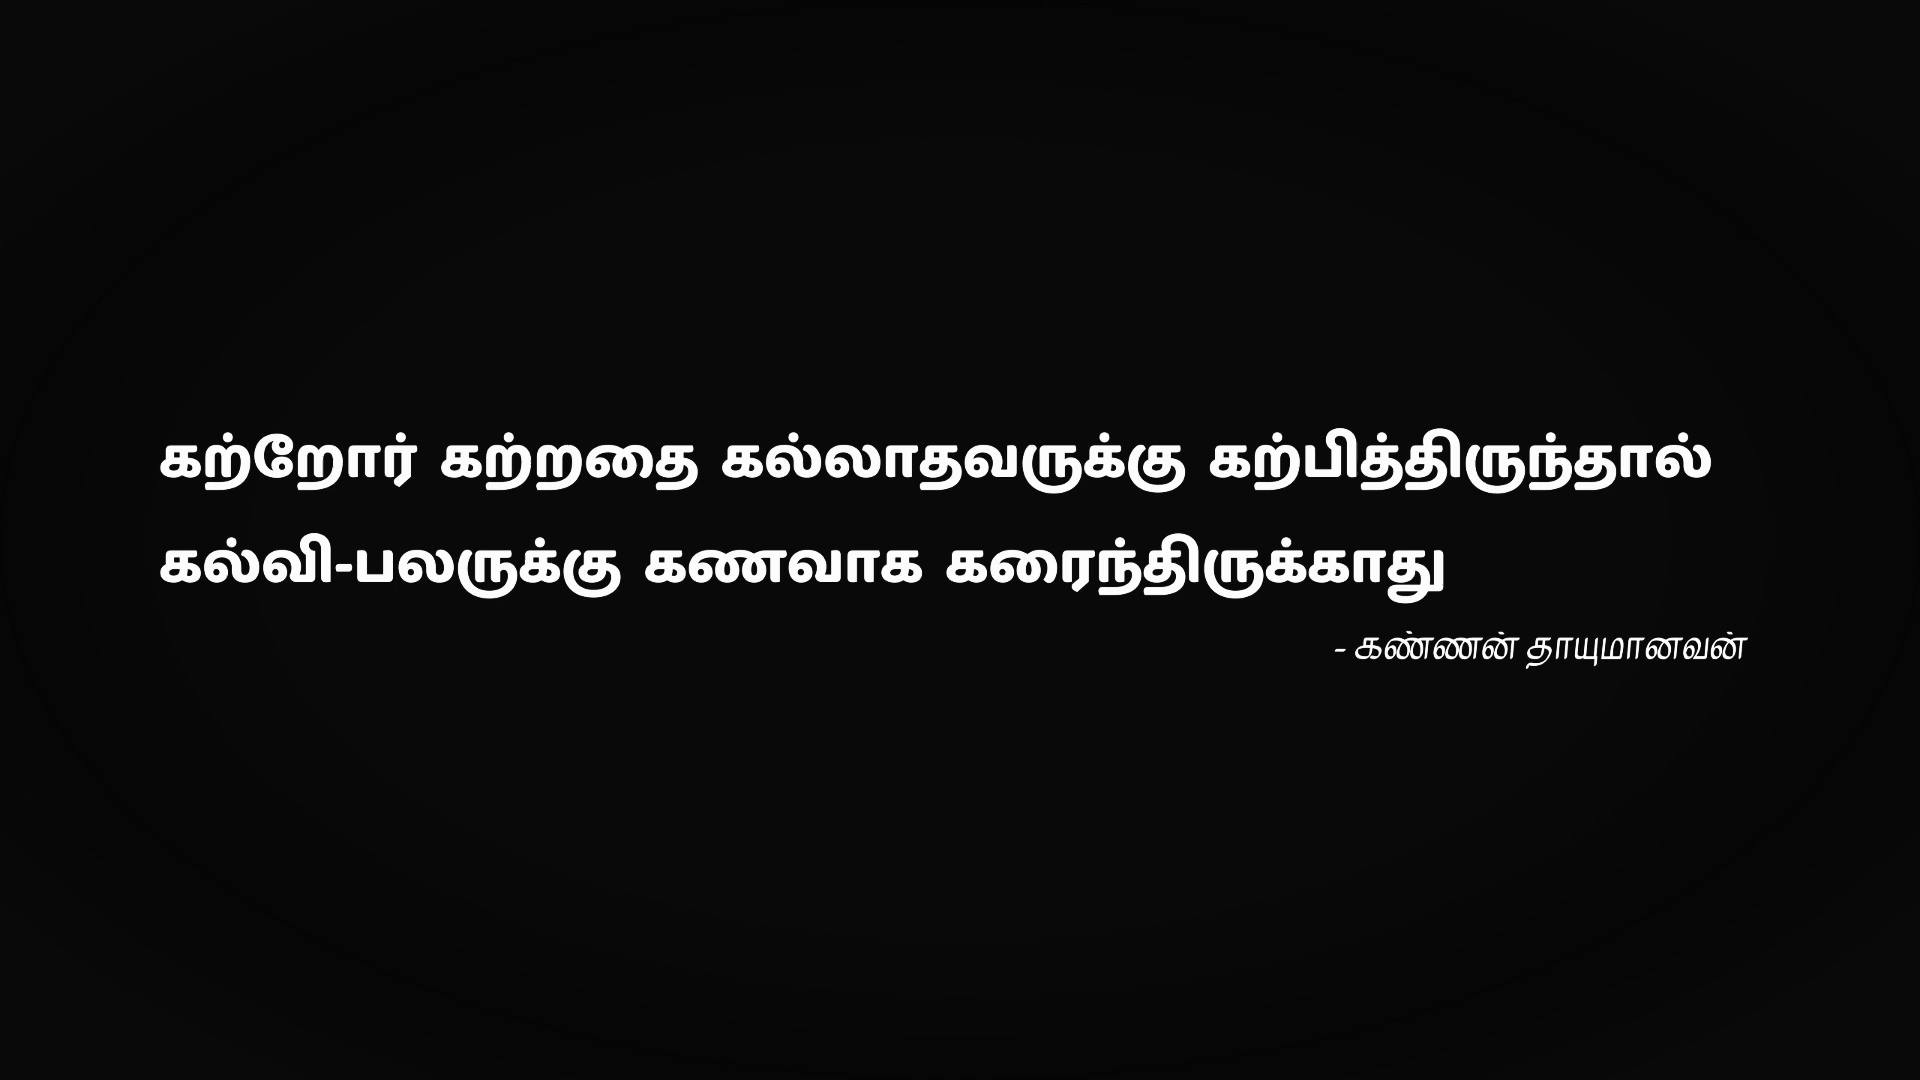 கற்றோர் கற்றதை கல்லாதவருக்கு கற்பித்திருந்தால்
கல்வி-பலருக்கு கணவாக கரைந்திருக்காது
- கண்ணன் தாயுமானவன்